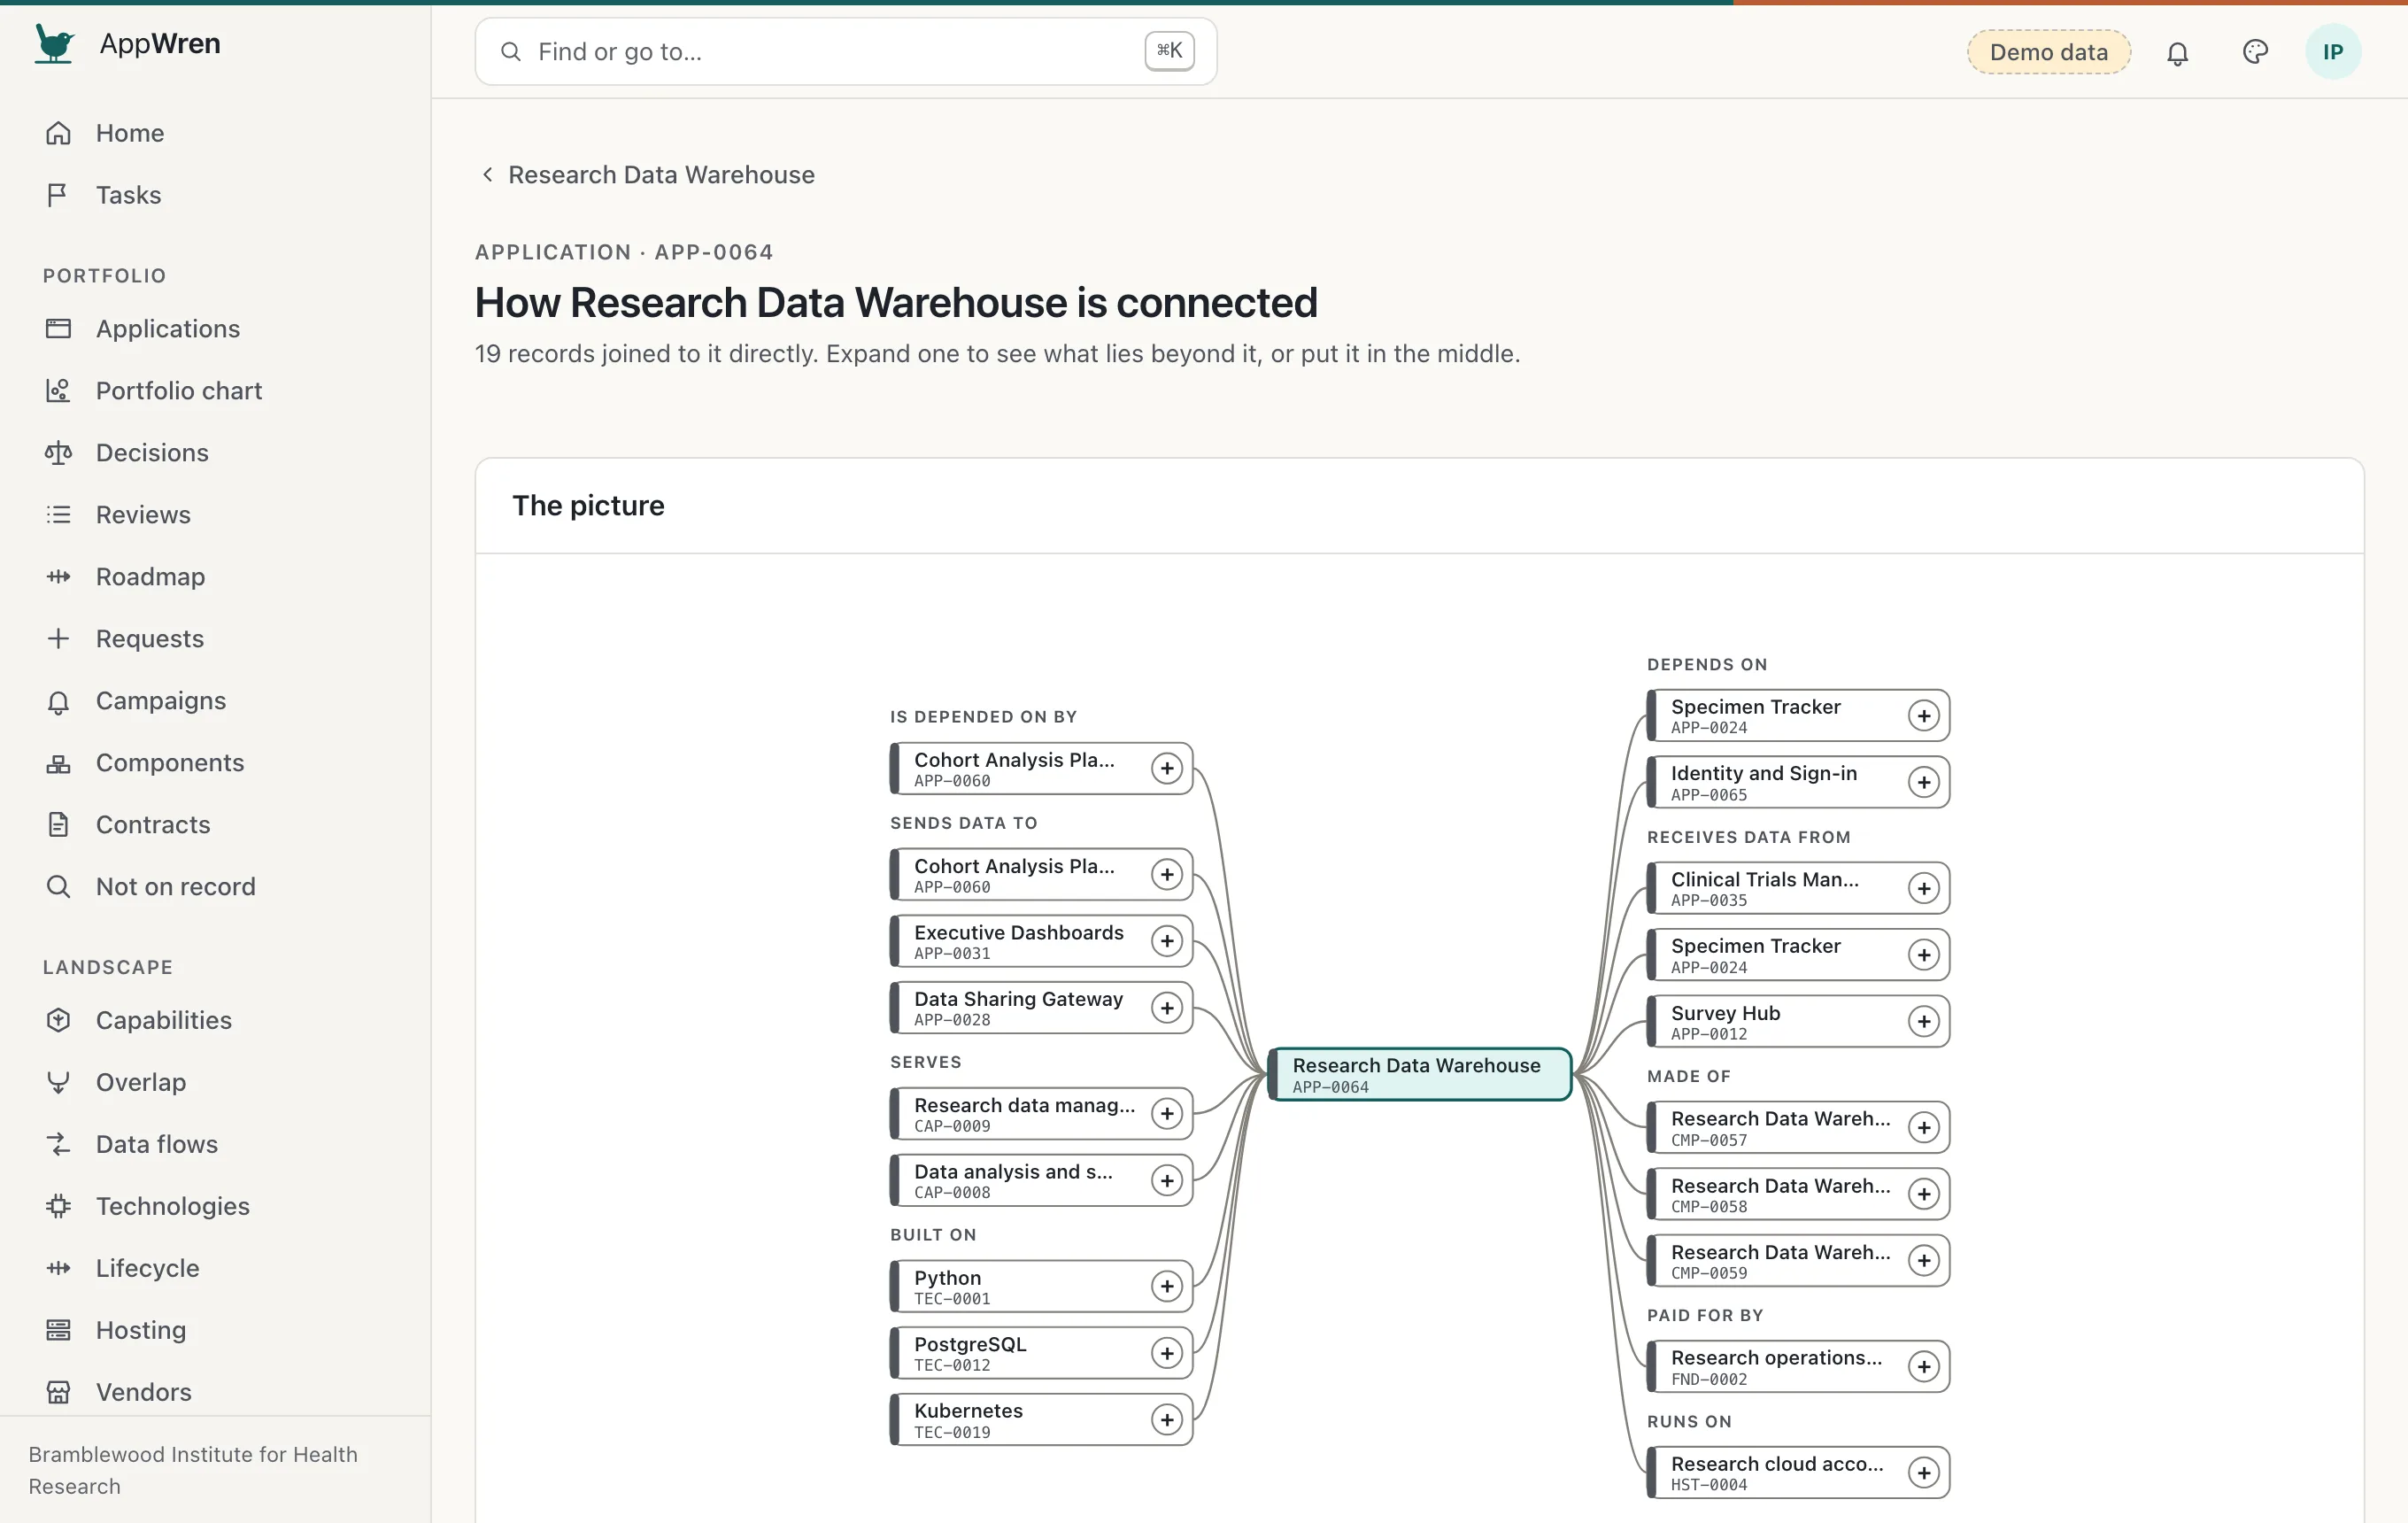 AppWren
Find or go to...
⌘K
Demo data
IP
Home
Tasks
PORTFOLIO
Applications
Portfolio chart
Decisions
Reviews
Roadmap
Requests
Campaigns
Components
Contracts
Not on record
LANDSCAPE
Capabilities
Overlap
Data flows
Technologies
Lifecycle
Hosting
Vendors
Bramblewood Institute for Health
Research
Research Data Warehouse
APPLICATION · APP-0064
How Research Data Warehouse is connected
19 records joined to it directly. Expand one to see what lies beyond it, or put it in the middle.
The picture
IS DEPENDED ON BY
Cohort Analysis Pla...
APP-0060
SENDS DATA TO
Cohort Analysis Pla...
APP-0060
Executive Dashboards
APP-0031
Data Sharing Gateway
APP-0028
SERVES
Research data manag...
CAP-0009
Data analysis and s...
CAP-0008
BUILT ON
Python
TEC-0001
PostgreSQL
TEC-0012
Kubernetes
TEC-0019
Research Data Warehouse
APP-0064
DEPENDS ON
Specimen Tracker
APP-0024
Identity and Sign-in
APP-0065
RECEIVES DATA FROM
Clinical Trials Man...
APP-0035
Specimen Tracker
APP-0024
Survey Hub
APP-0012
MADE OF
Research Data Wareh...
CMP-0057
Research Data Wareh...
CMP-0058
Research Data Wareh...
CMP-0059
PAID FOR BY
Research operations...
FND-0002
RUNS ON
Research cloud acco...
HST-0004